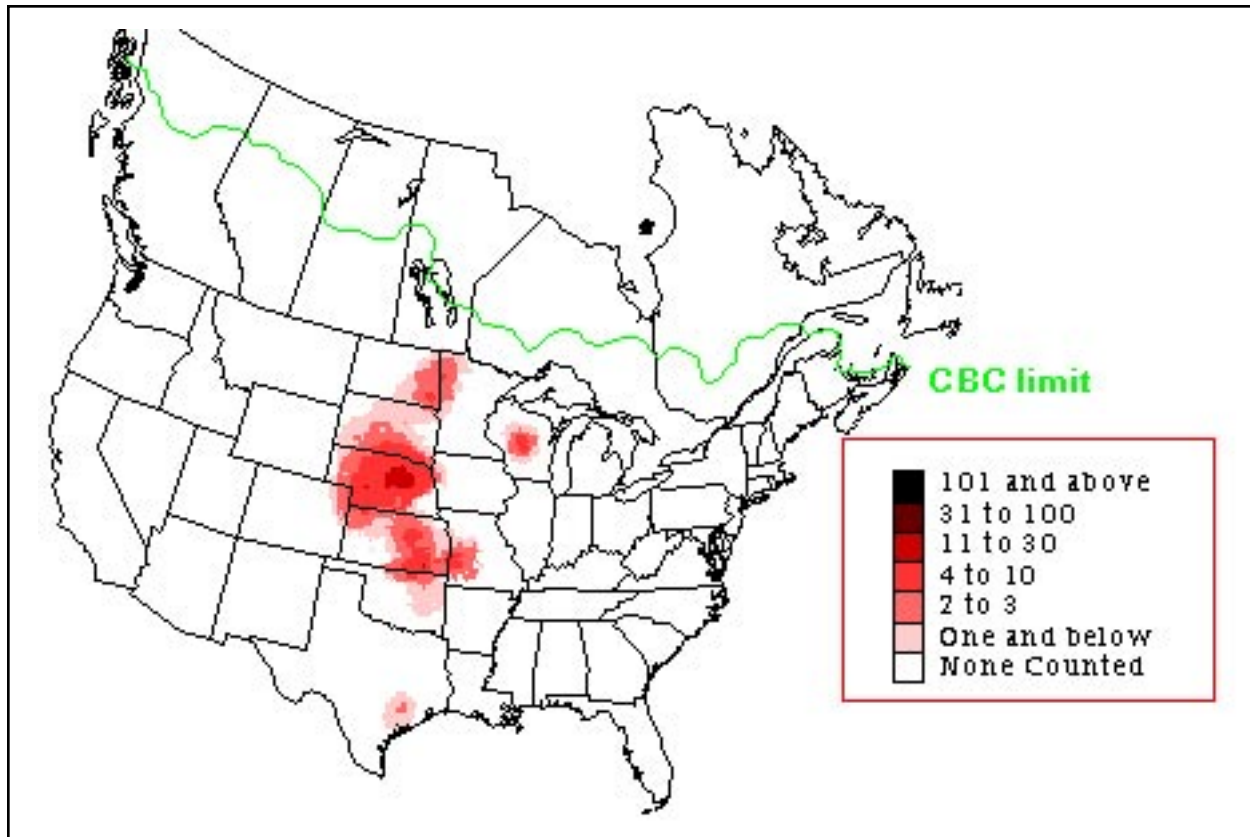 CBC limit
101 and above
31 to 100
11 to 30
4 to 10
2 to 3
One and below
None Counted